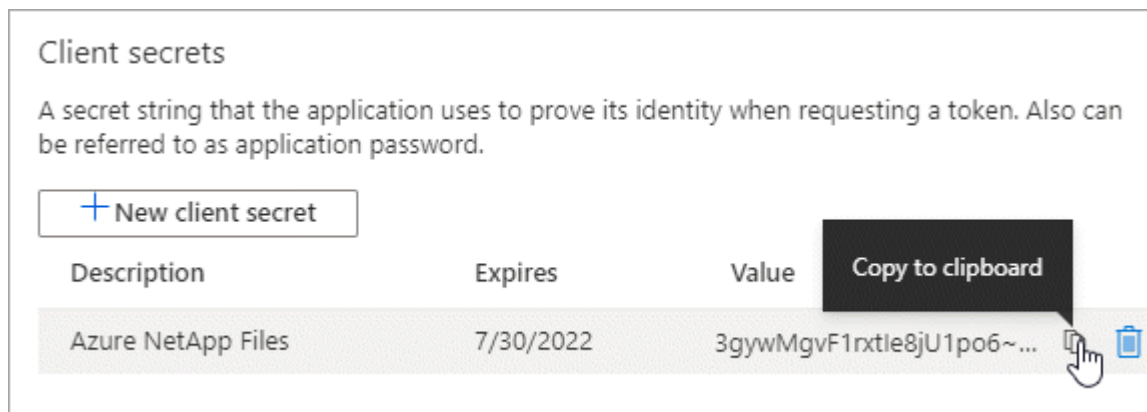 Client secrets
A secret string that the application uses to prove its identity when requesting a token. Also can
be referred to as application password.
+ New client secret
Description Expires Value Copy to clipboard
Azure NetApp Files 7/30/2022 3gywMgvF1rxtIe8jU1po6~...